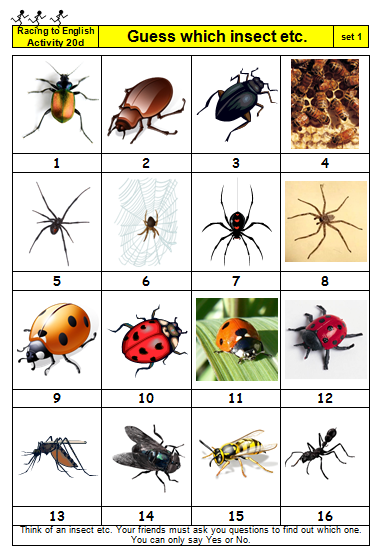 Racing to English
Activity 20d
Guess which insect etc.
set 1
1 2 3 4
5 6 7 8
9 10 11 12
13 14 15 16
Think of an insect etc. Your friends must ask you questions to find out which one.
You can only say Yes or No.